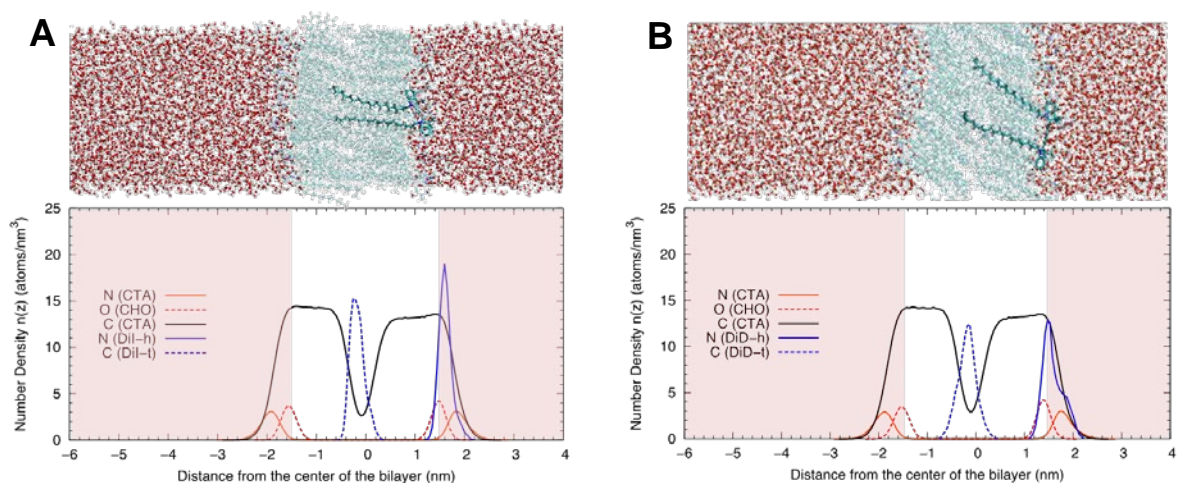 A
25
20
15
10
5
0
Number Density n(z) (atoms/nm³)
N (CTA)
O (CHO)
C (CTA)
N (DiI−h)
C (DiI−t)
−6 −5 −4 −3 −2 −1 0 1 2 3 4
Distance from the center of the bilayer (nm)
B
25
20
15
10
5
0
Number Density n(z) (atoms/nm³)
N (CTA)
O (CHO)
C (CTA)
N (DiD−h)
C (DiD−t)
−6 −5 −4 −3 −2 −1 0 1 2 3 4
Distance from the center of the bilayer (nm)